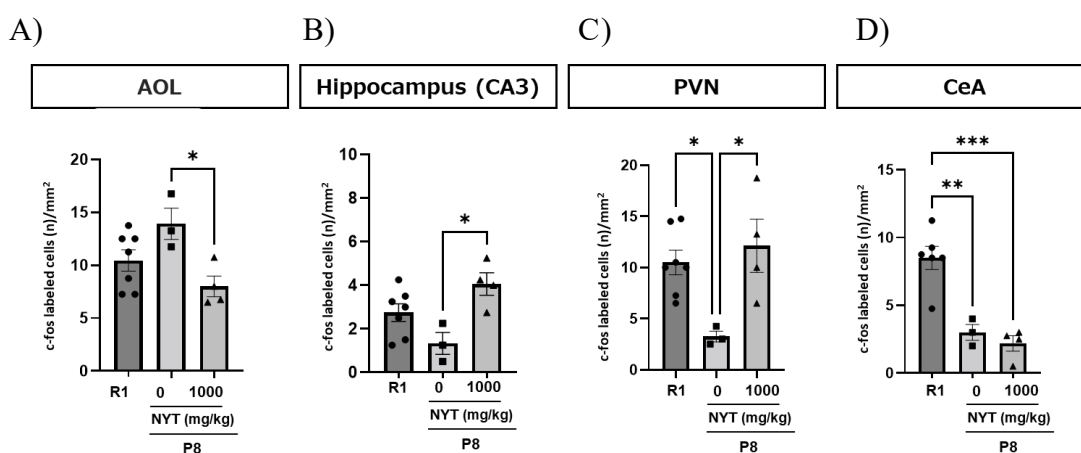 A)
AOL
c-fos labeled cells (n)/mm²
20
15
10
5
0
*
R1
0
1000
NYT (mg/kg)
P8
B)
Hippocampus (CA3)
c-fos labeled cells (n)/mm²
10
8
6
4
2
0
*
R1
0
1000
NYT (mg/kg)
P8
C)
PVN
c-fos labeled cells (n)/mm²
20
15
10
5
0
*
*
R1
0
1000
NYT (mg/kg)
P8
D)
CeA
c-fos labeled cells (n)/mm²
15
10
5
0
***
**
R1
0
1000
NYT (mg/kg)
P8